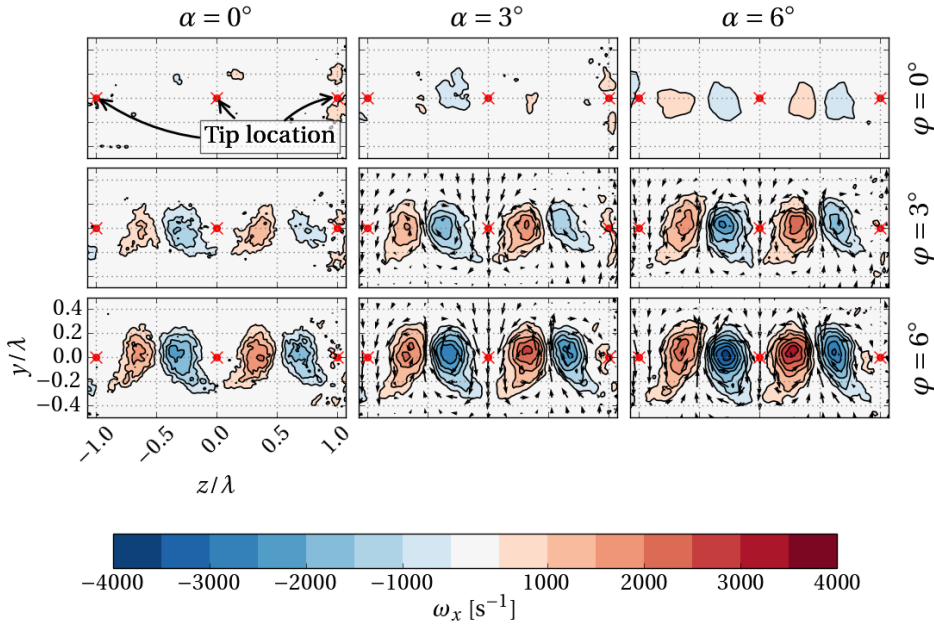 α = 0° α = 3° α = 6°
Tip location
φ = 0°
φ = 3°
φ = 6°
0.4
0.2
0.0
−0.2
−0.4
y/λ
−1.0 −0.5 0.0 0.5 1.0
z/λ
−4000 −3000 −2000 −1000 1000 2000 3000 4000
ωx [s−1]